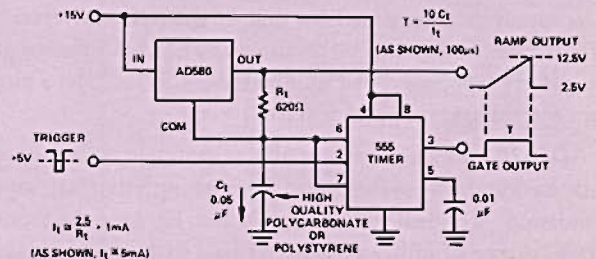 +15V
T = 10 Ct / It
(AS SHOWN, 100µs)
RAMP OUTPUT
12.5V
2.5V
IN
AD580
OUT
Rt
620Ω
COM
4
8
6
2
7
555
TIMER
3
5
T
GATE OUTPUT
TRIGGER
+5V
Ct
0.05
µF
HIGH
QUALITY
POLYCARBONATE
OR
POLYSTYRENE
0.01
µF
It ≅ 2.5 / Rt + 1mA
(AS SHOWN, It ≅ 5mA)